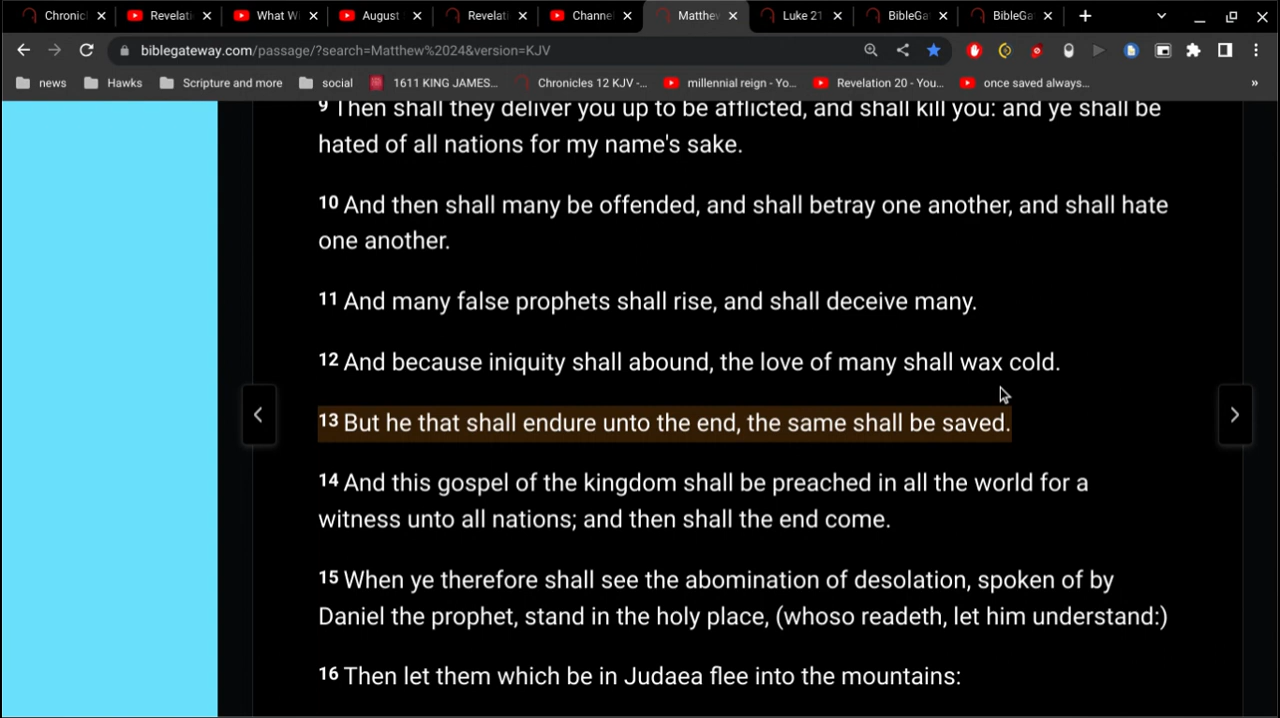 Chronicl
Revelati
What Wi
August
Revelati
Channel
Matthew
Luke 21
BibleGa
BibleGa
biblegateway.com/passage/?search=Matthew%2024&version=KJV
news
Hawks
Scripture and more
social
1611 KING JAMES...
Chronicles 12 KJV -...
millennial reign - Yo...
Revelation 20 - You...
once saved always...
»
9 Then shall they deliver you up to be afflicted, and shall kill you: and ye shall be
hated of all nations for my name's sake.
10 And then shall many be offended, and shall betray one another, and shall hate
one another.
11 And many false prophets shall rise, and shall deceive many.
12 And because iniquity shall abound, the love of many shall wax cold.
13 But he that shall endure unto the end, the same shall be saved.
14 And this gospel of the kingdom shall be preached in all the world for a
witness unto all nations; and then shall the end come.
15 When ye therefore shall see the abomination of desolation, spoken of by
Daniel the prophet, stand in the holy place, (whoso readeth, let him understand:)
16 Then let them which be in Judaea flee into the mountains: